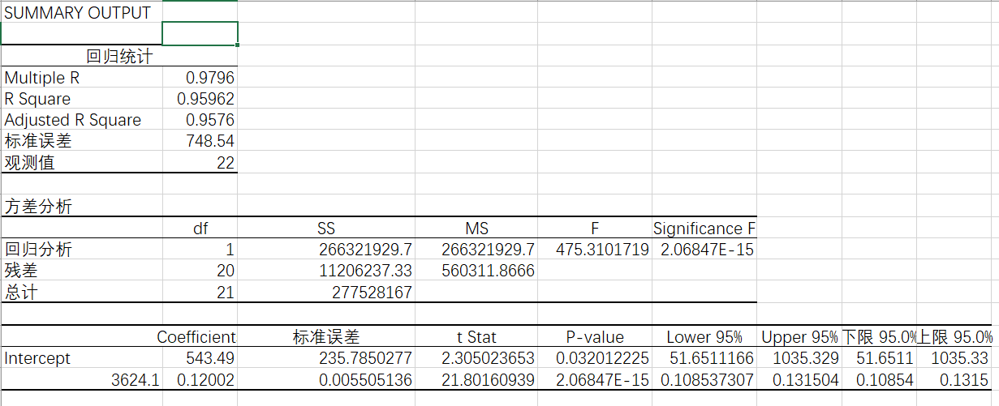 SUMMARY OUTPUT
回归统计
Multiple R 0.9796
R Square 0.95962
Adjusted R Square 0.9576
标准误差 748.54
观测值 22
方差分析
df SS MS F Significance F
回归分析 1 266321929.7 266321929.7 475.3101719 2.06847E-15
残差 20 11206237.33 560311.8666
总计 21 277528167
Coefficient 标准误差 t Stat P-value Lower 95% Upper 95% 下限 95.0% 上限 95.0%
Intercept 543.49 235.7850277 2.305023653 0.032012225 51.6511166 1035.329 51.6511 1035.33
3624.1 0.12002 0.005505136 21.80160939 2.06847E-15 0.108537307 0.131504 0.10854 0.1315